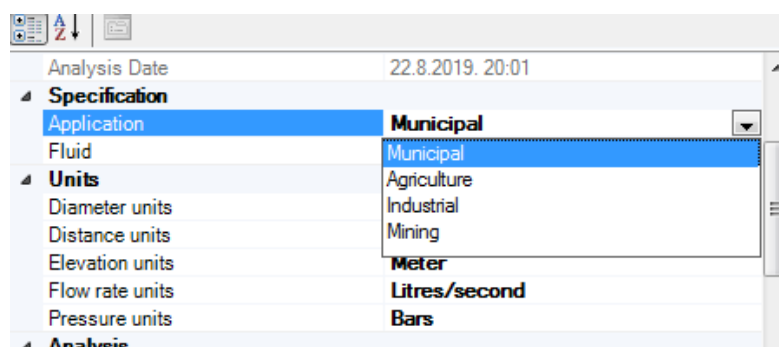 Analysis Date 22.8.2019. 20:01
Specification
Application Municipal
Fluid Municipal
Agriculture
Units
Diameter units Industrial
Distance units Mining
Elevation units Meter
Flow rate units Litres/second
Pressure units Bars
Analysis